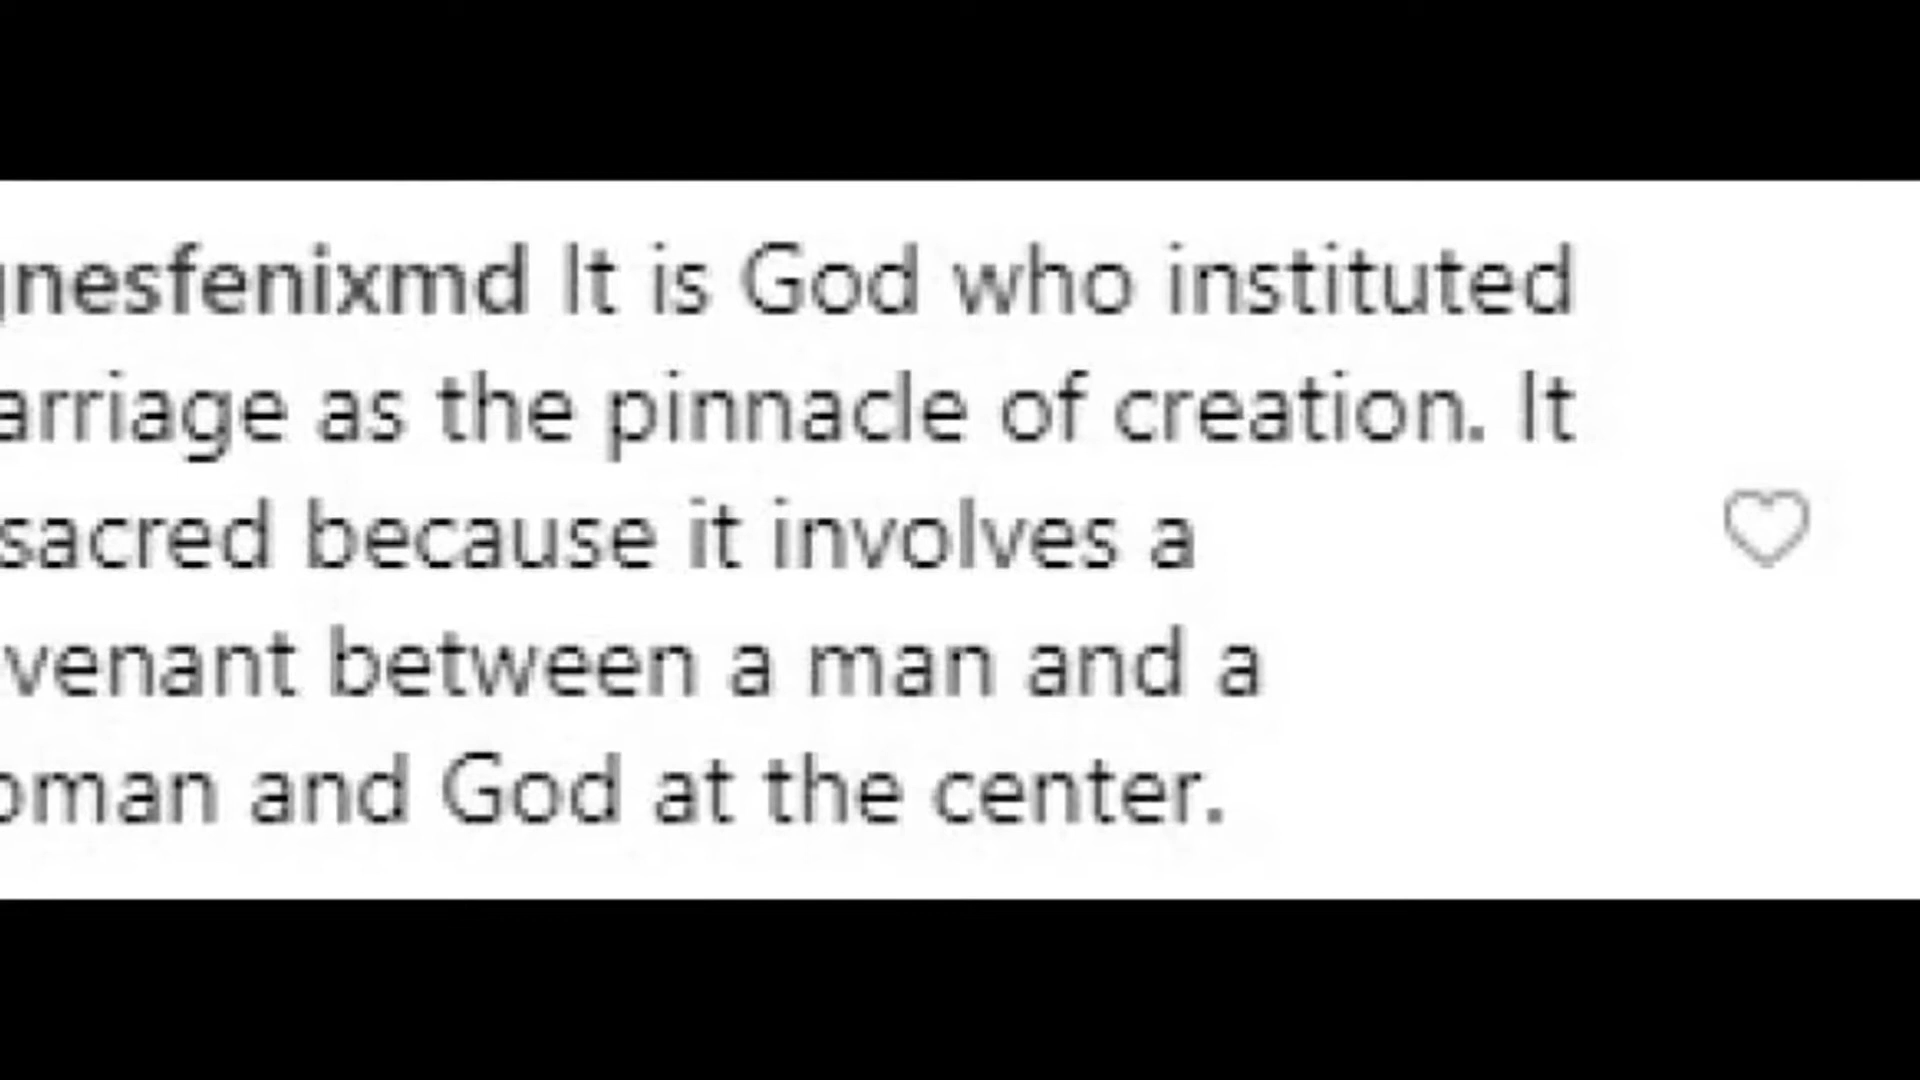 gnesfenixmd It is God who instituted
arriage as the pinnacle of creation. It
sacred because it involves a
venant between a man and a
oman and God at the center.